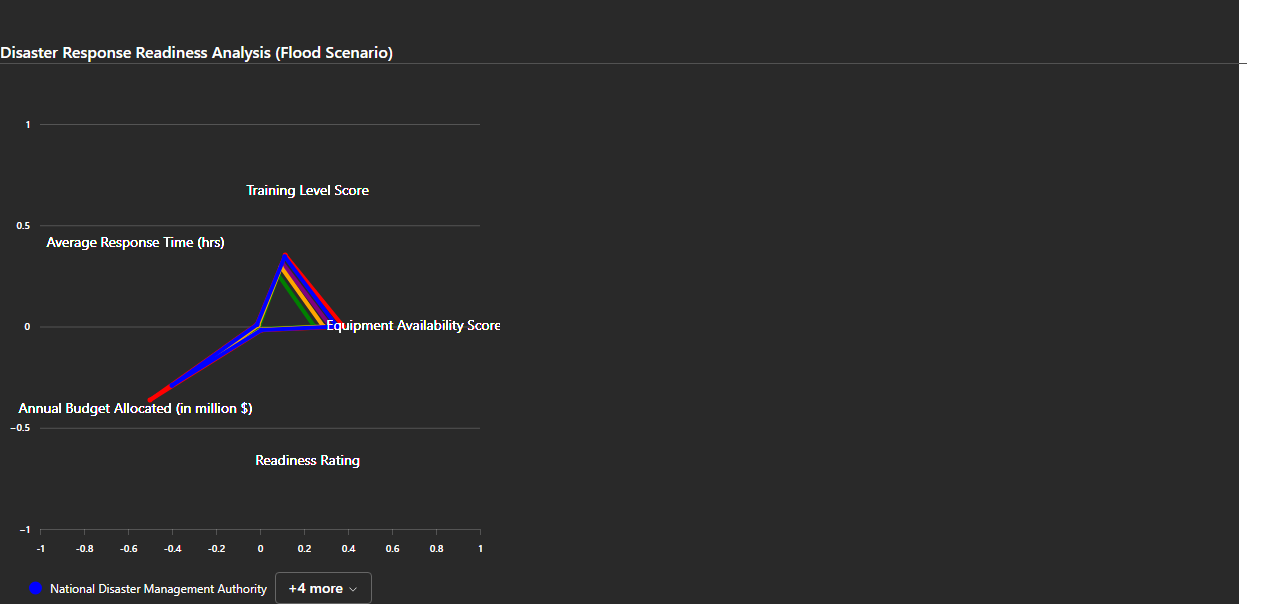 Disaster Response Readiness Analysis (Flood Scenario)
1
Training Level Score
0.5
Average Response Time (hrs)
0
Equipment Availability Score
Annual Budget Allocated (in million $)
−0.5
Readiness Rating
−1
-1 -0.8 -0.6 -0.4 -0.2 0 0.2 0.4 0.6 0.8 1
National Disaster Management Authority +4 more